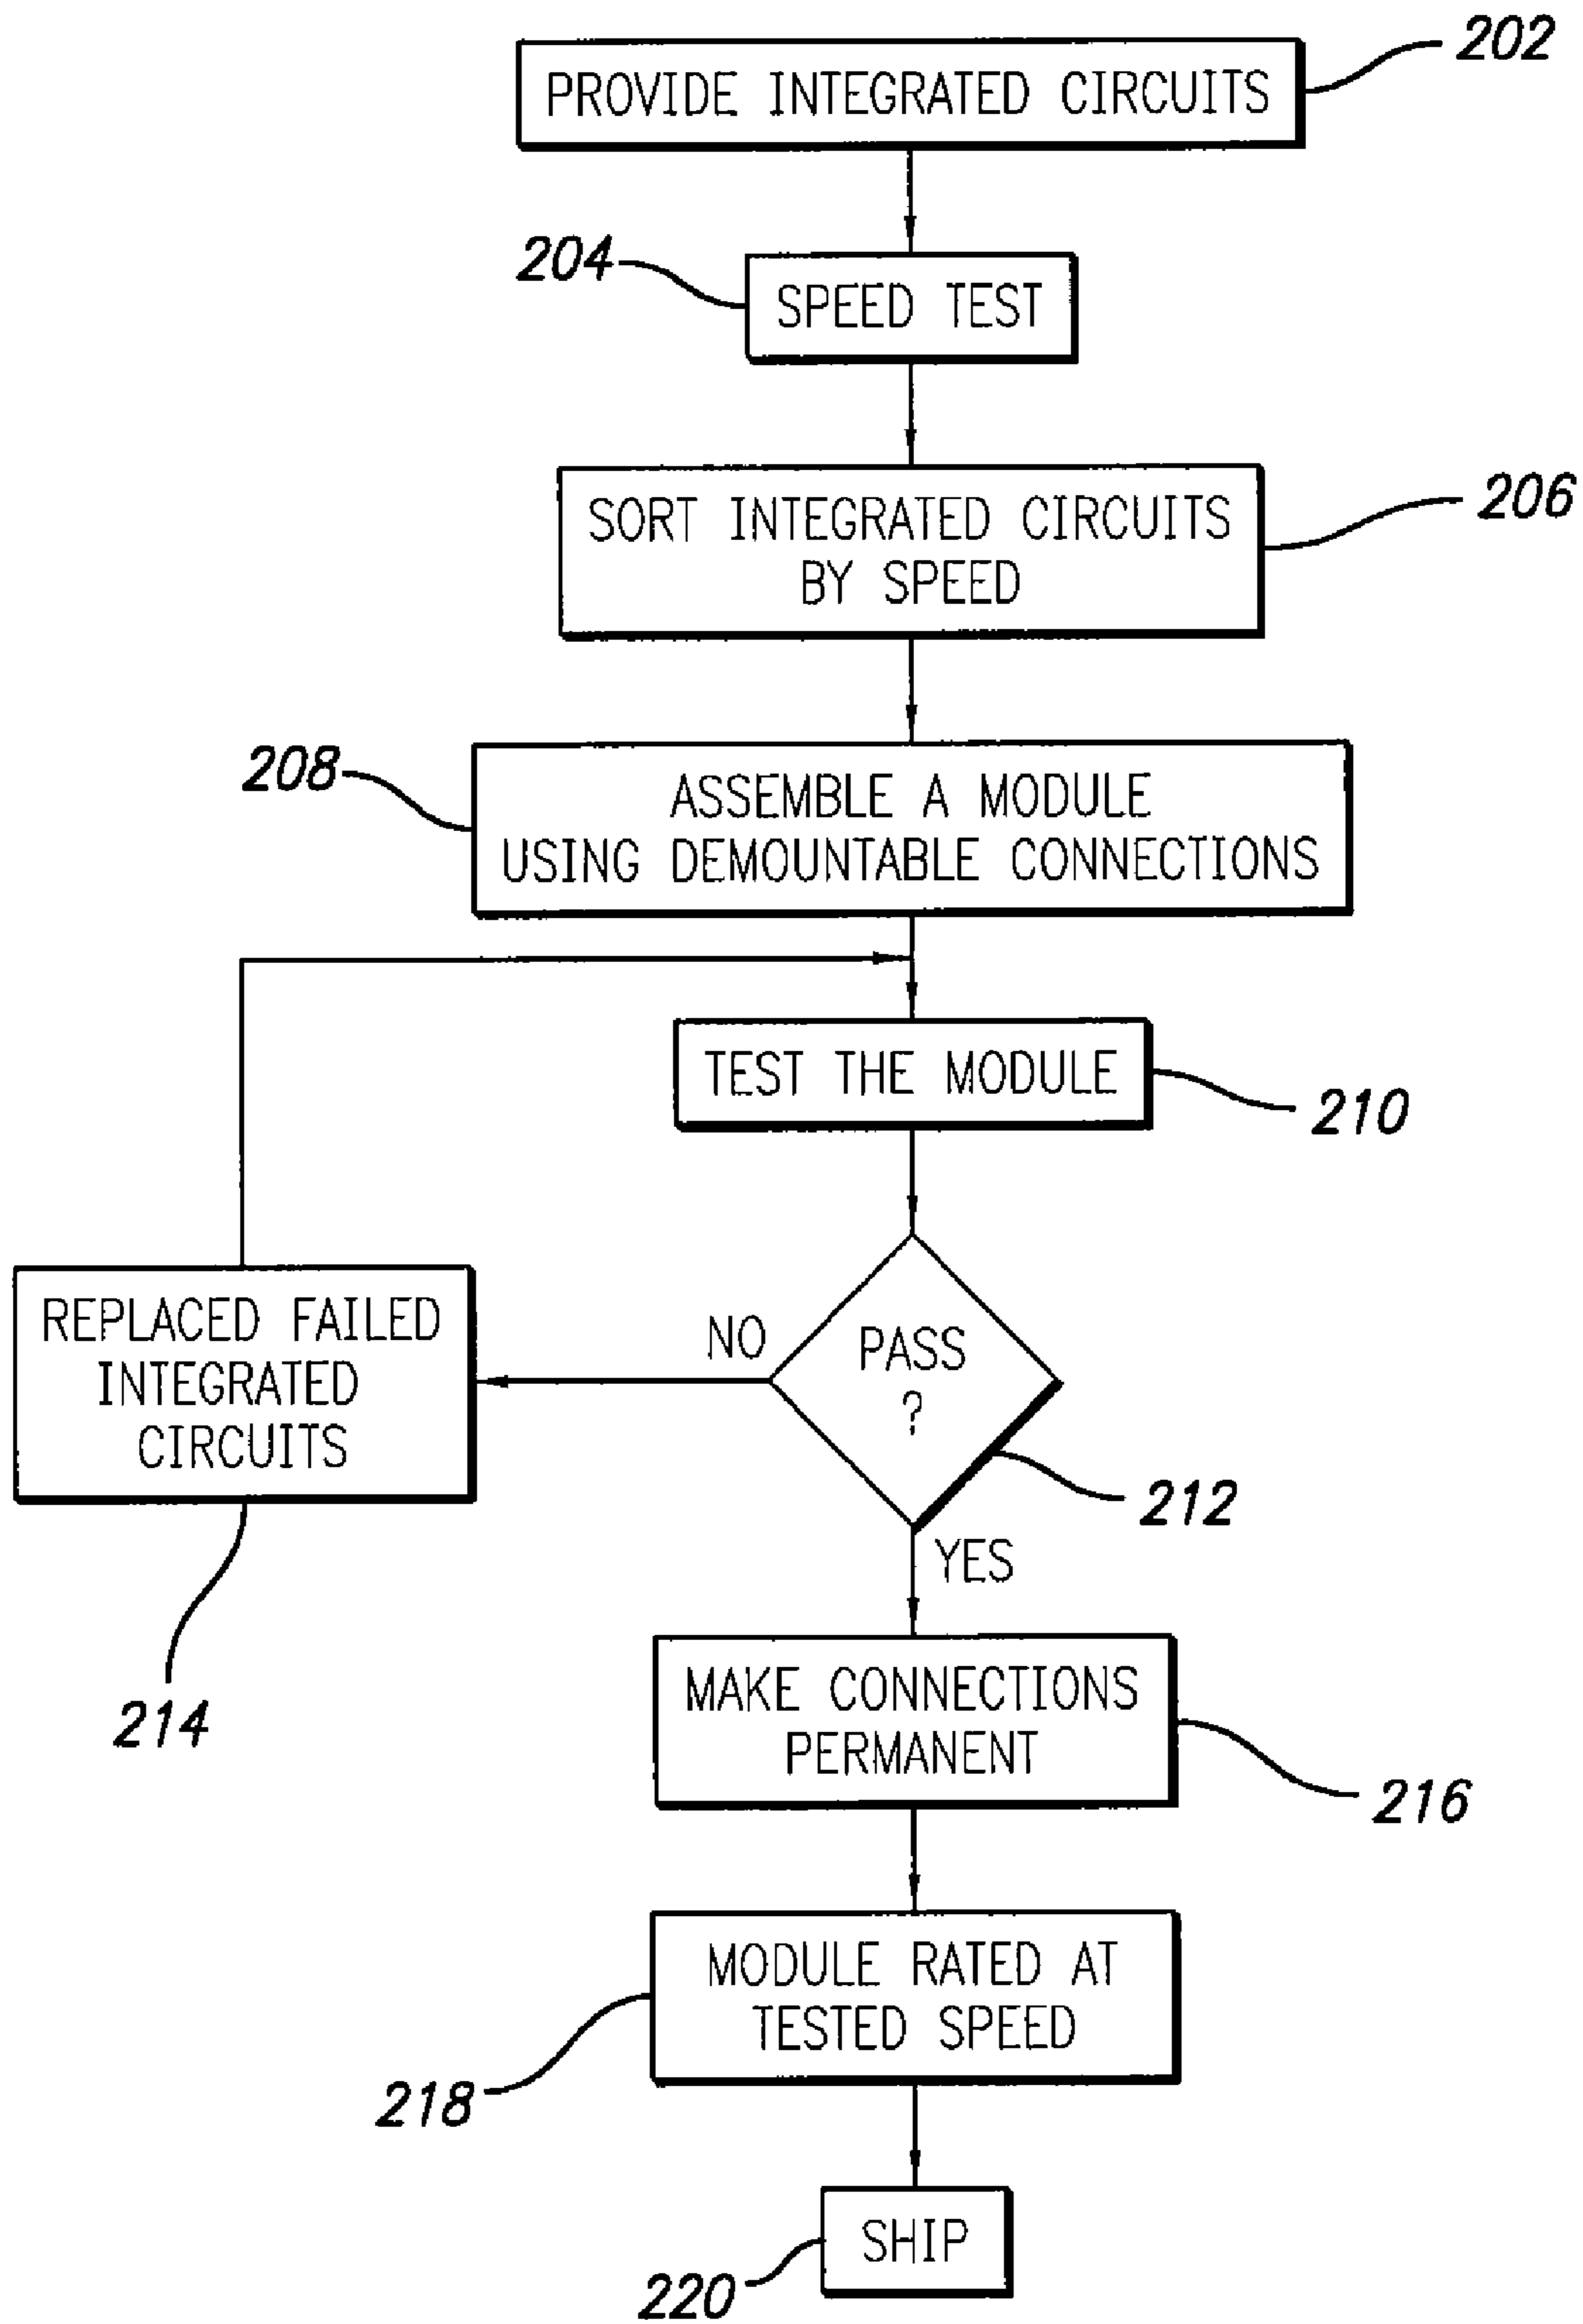 202
PROVIDE INTEGRATED CIRCUITS
204
SPEED TEST
206
SORT INTEGRATED CIRCUITS
BY SPEED
208
ASSEMBLE A MODULE
USING DEMOUNTABLE CONNECTIONS
TEST THE MODULE
210
REPLACED FAILED
INTEGRATED
CIRCUITS
NO
PASS
?
212
YES
214
MAKE CONNECTIONS
PERMANENT
216
MODULE RATED AT
TESTED SPEED
218
SHIP
220